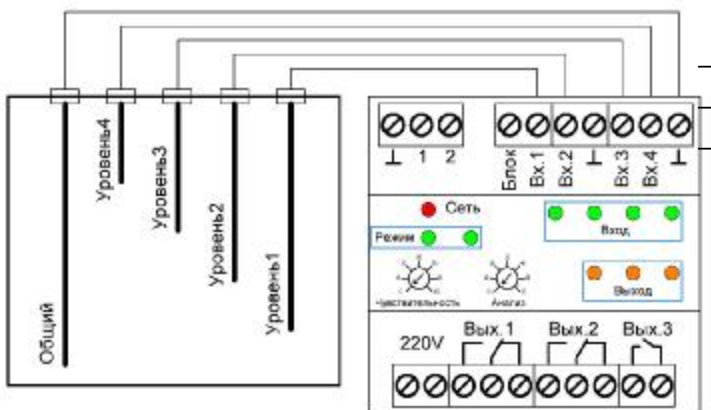 Общий
Уровень4
Уровень3
Уровень2
Уровень1
⊥ 1 2
Блок
Вх.1
Вх.2
⊥
Вх.3
Вх.4
⊥
Сеть
Режим
Вход
Чувствительность
Анализ
Выход
220V
Вых.1
Вых.2
Вых.3